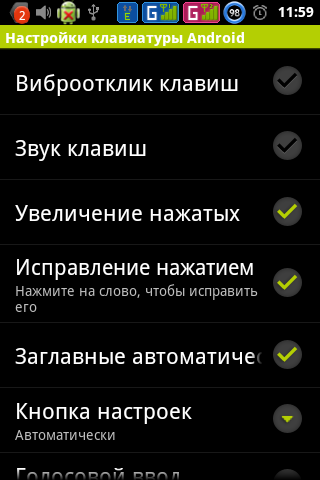 2 1 E G G 98 11:59
Настройки клавиатуры Android
Виброотклик клавиш
Звук клавиш
Увеличение нажатых
Исправление нажатием
Нажмите на слово, чтобы исправить
его
Заглавные автоматичес
Кнопка настроек
Автоматически
Голосовой ввод